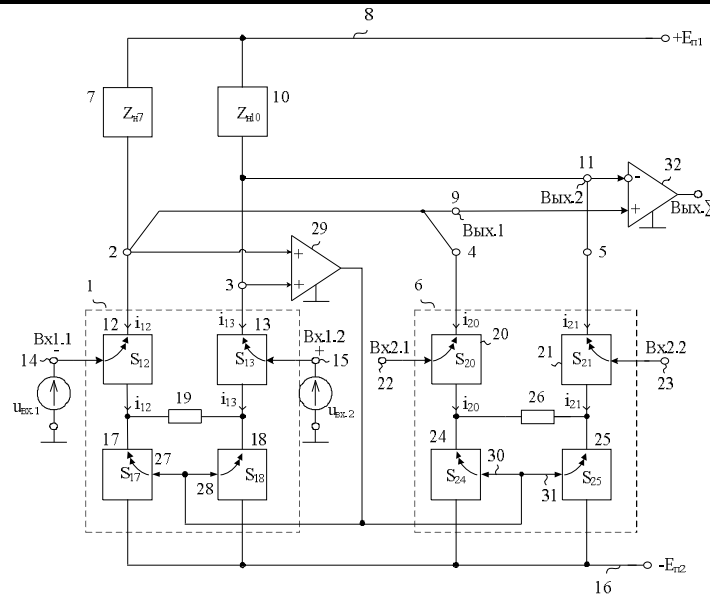 8
+Eп1
7
10
Zн7
Zн10
11
32
-
Вых.2
9
+
Вых.∑
Вых.1
29
2
+
4
5
3
+
1
6
12
i12
i13
13
i20
20
i21
Вх1.1
-
Вх.1.2
+
14
S12
S13
15
Вх2.1
22
S20
21
S21
Вх2.2
23
uвх.1
i12
19
i13
uвх.2
i20
26
i21
17
27
18
24
30
25
S17
28
S18
S24
31
S25
16
-Eп2